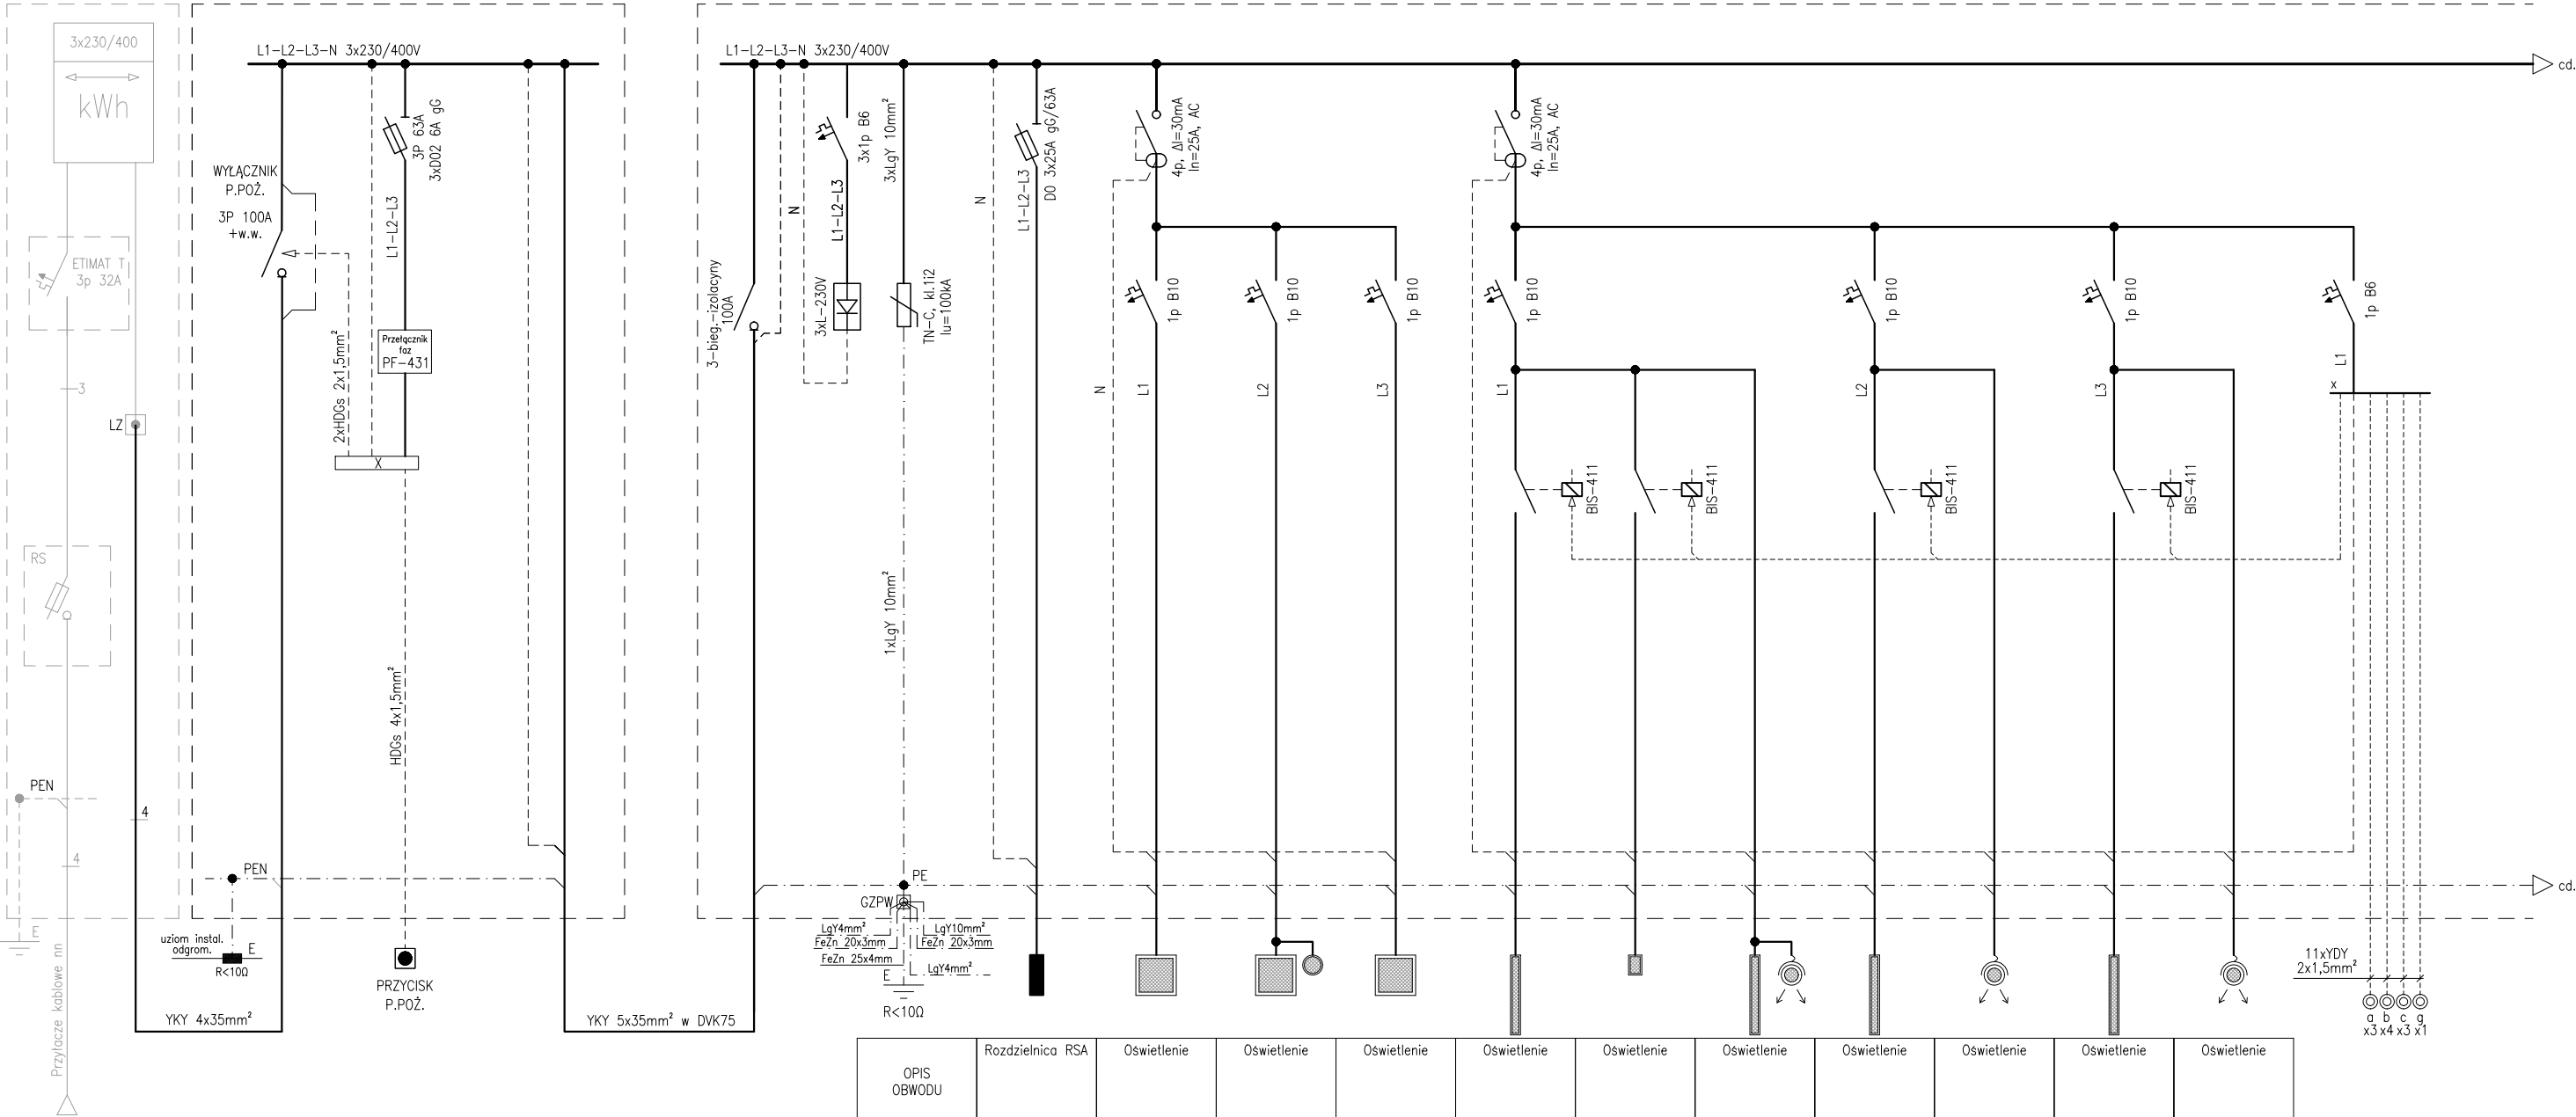 3x230/400
kWh
ETIMAT T
3p 32A
3
LZ
RS
PEN
4
4
E
Przyłącze kablowe nn
L1-L2-L3-N 3x230/400V
WYŁĄCZNIK
P.POŻ.
3P 100A
+w.w.
3P 63A
3xD02 6A gG
L1-L2-L3
Przełącznik
faz
PF-431
2xHDGs 2x1,5mm²
X
HDGs 4x1,5mm²
PEN
uziom instal.
odgrom.
E
R<10Ω
PRZYCISK
P.POŻ.
YKY 4x35mm²
YKY 5x35mm² w DVK75
L1-L2-L3-N 3x230/400V
3-bieg.-izolacyny
100A
N
3x1p B6
L1-L2-L3
3xL-230V
3xLgY 10mm²
TN-C, kl.1i2
Iu=100kA
1xLgY 10mm²
PE
GZPW
LgY4mm²
FeZn 20x3mm
FeZn 25x4mm
LgY10mm²
FeZn 20x3mm
LgY4mm²
E
R<10Ω
N
L1-L2-L3
D0 3x25A gG/63A
4p, ΔI=30mA
In=25A, AC
1p B10
1p B10
1p B10
N
L1
L2
L3
4p, ΔI=30mA
In=25A, AC
1p B10
1p B10
1p B10
1p B6
L1
L2
L3
L1
x
BIS-411
BIS-411
BIS-411
BIS-411
11xYDY
2x1,5mm²
a b c g
x3 x4 x3 x1
cd.
cd.
OPIS
OBWODU
Rozdzielnica RSA
Oświetlenie
Oświetlenie
Oświetlenie
Oświetlenie
Oświetlenie
Oświetlenie
Oświetlenie
Oświetlenie
Oświetlenie
Oświetlenie